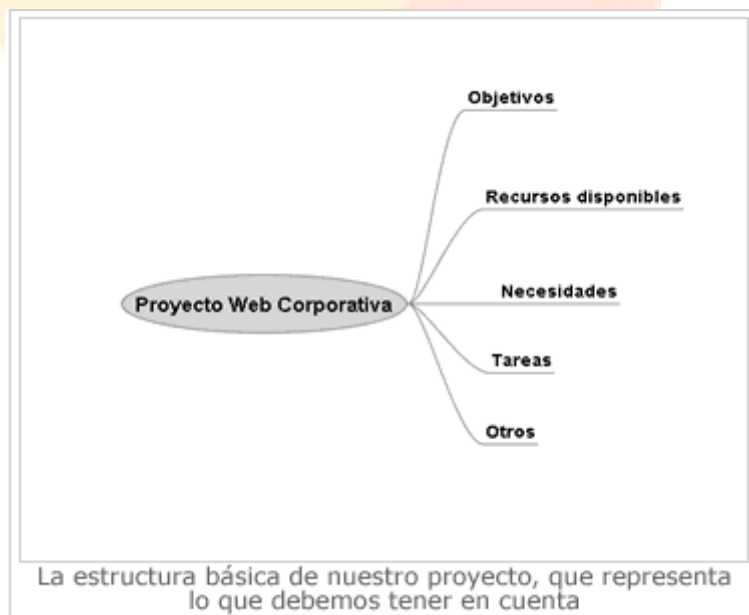 Objetivos
Recursos disponibles
Proyecto Web Corporativa
Necesidades
Tareas
Otros
La estructura básica de nuestro proyecto, que representa
lo que debemos tener en cuenta